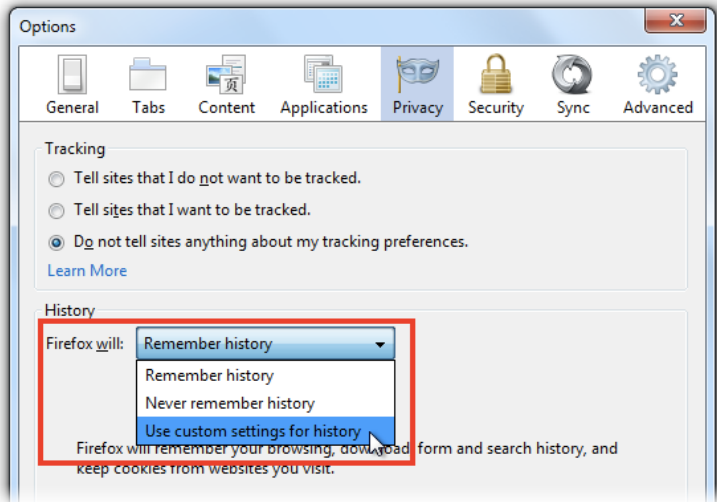 Options
General Tabs Content Applications Privacy Security Sync Advanced
Tracking
Tell sites that I do not want to be tracked.
Tell sites that I want to be tracked.
Do not tell sites anything about my tracking preferences.
Learn More
History
Firefox will: Remember history
Remember history
Never remember history
Use custom settings for history
Firefox will remember your browsing, download, form and search history, and
keep cookies from websites you visit.